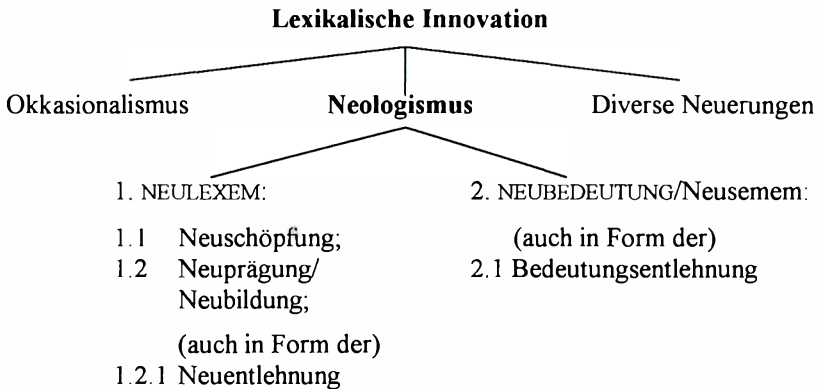 Lexikalische Innovation
Okkasionalismus Neologismus Diverse Neuerungen
1. NEULEXEM:
1.1 Neuschöpfung;
1.2 Neuprägung/
Neubildung;
(auch in Form der)
1.2.1 Neuentlehnung
2. NEUBEDEUTUNG/Neusemem:
(auch in Form der)
2.1 Bedeutungsentlehnung